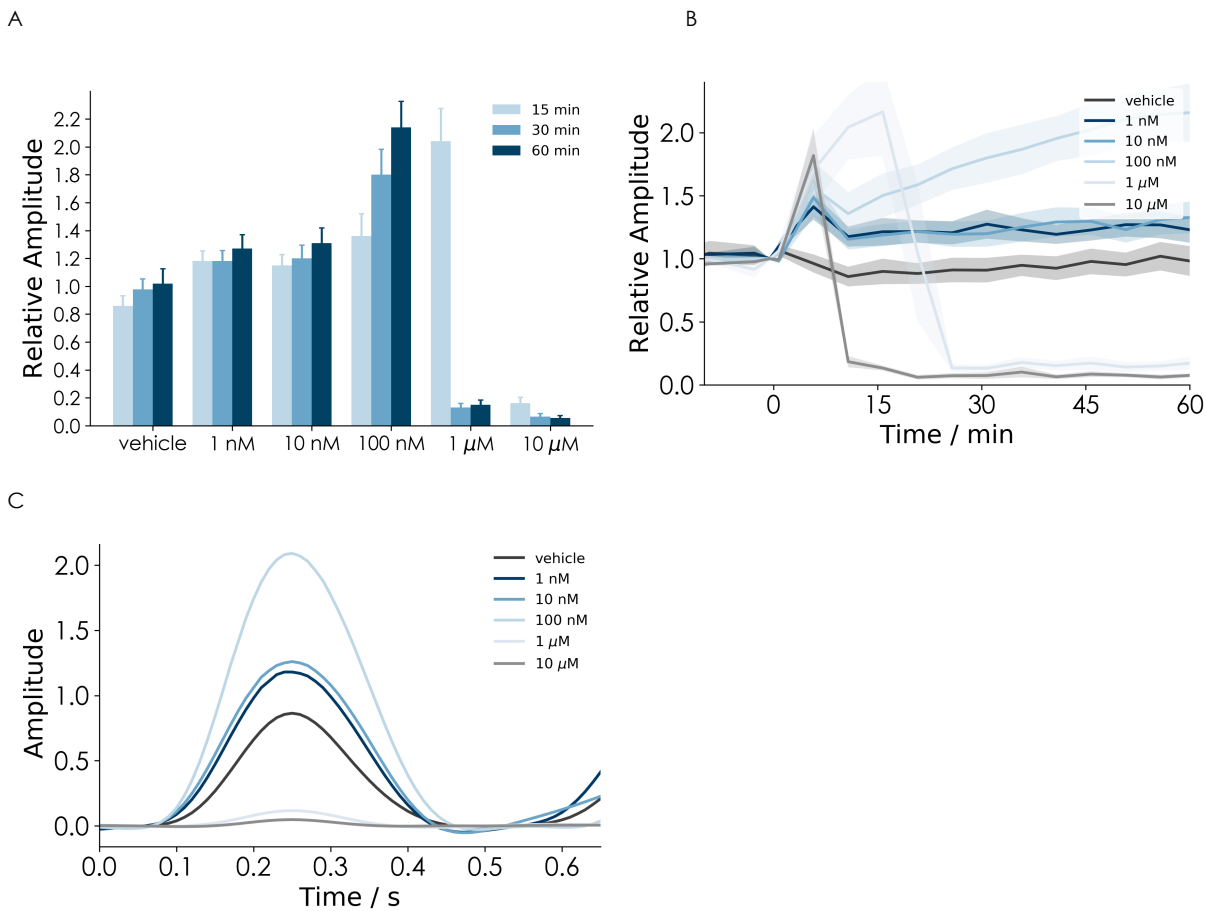 A
B
Relative Amplitude
2.2
2.0
1.8
1.6
1.4
1.2
1.0
0.8
0.6
0.4
0.2
0.0
15 min
30 min
60 min
vehicle 1 nM 10 nM 100 nM 1 μM 10 μM
Relative Amplitude
2.0
1.5
1.0
0.5
0.0
vehicle
1 nM
10 nM
100 nM
1 μM
10 μM
0 15 30 45 60
Time / min
C
Amplitude
2.0
1.5
1.0
0.5
0.0
vehicle
1 nM
10 nM
100 nM
1 μM
10 μM
0.0 0.1 0.2 0.3 0.4 0.5 0.6
Time / s